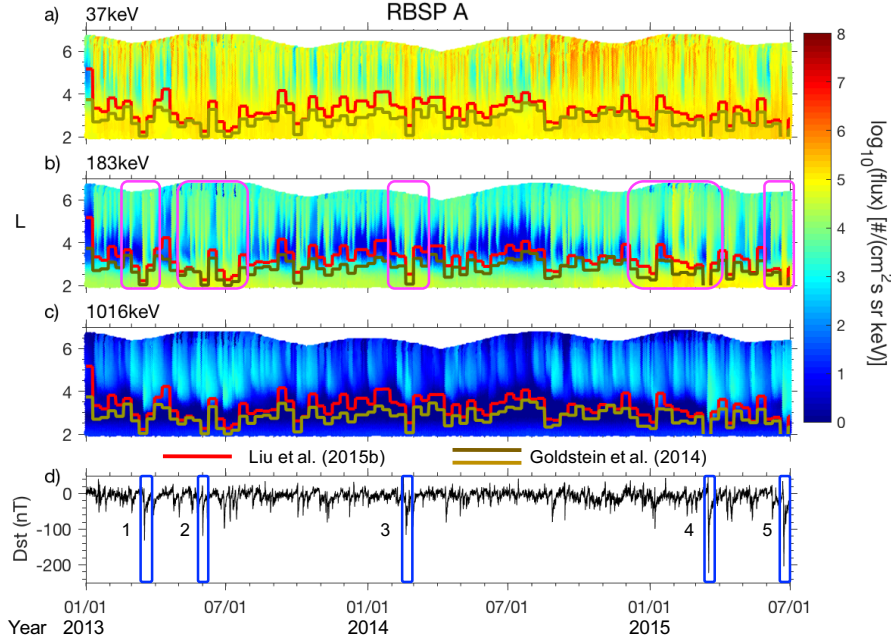 RBSP A
a) 37keV
6
4
2
b) 183keV
6
4
2
L
c) 1016keV
6
4
2
8
7
6
5
4
3
2
1
0
log10(flux) [#/(cm²s sr keV)]
Liu et al. (2015b)
Goldstein et al. (2014)
d)
0
-100
-200
Dst (nT)
1 2 3 4 5
01/01 07/01 01/01 07/01 01/01 07/01
Year 2013 2014 2015